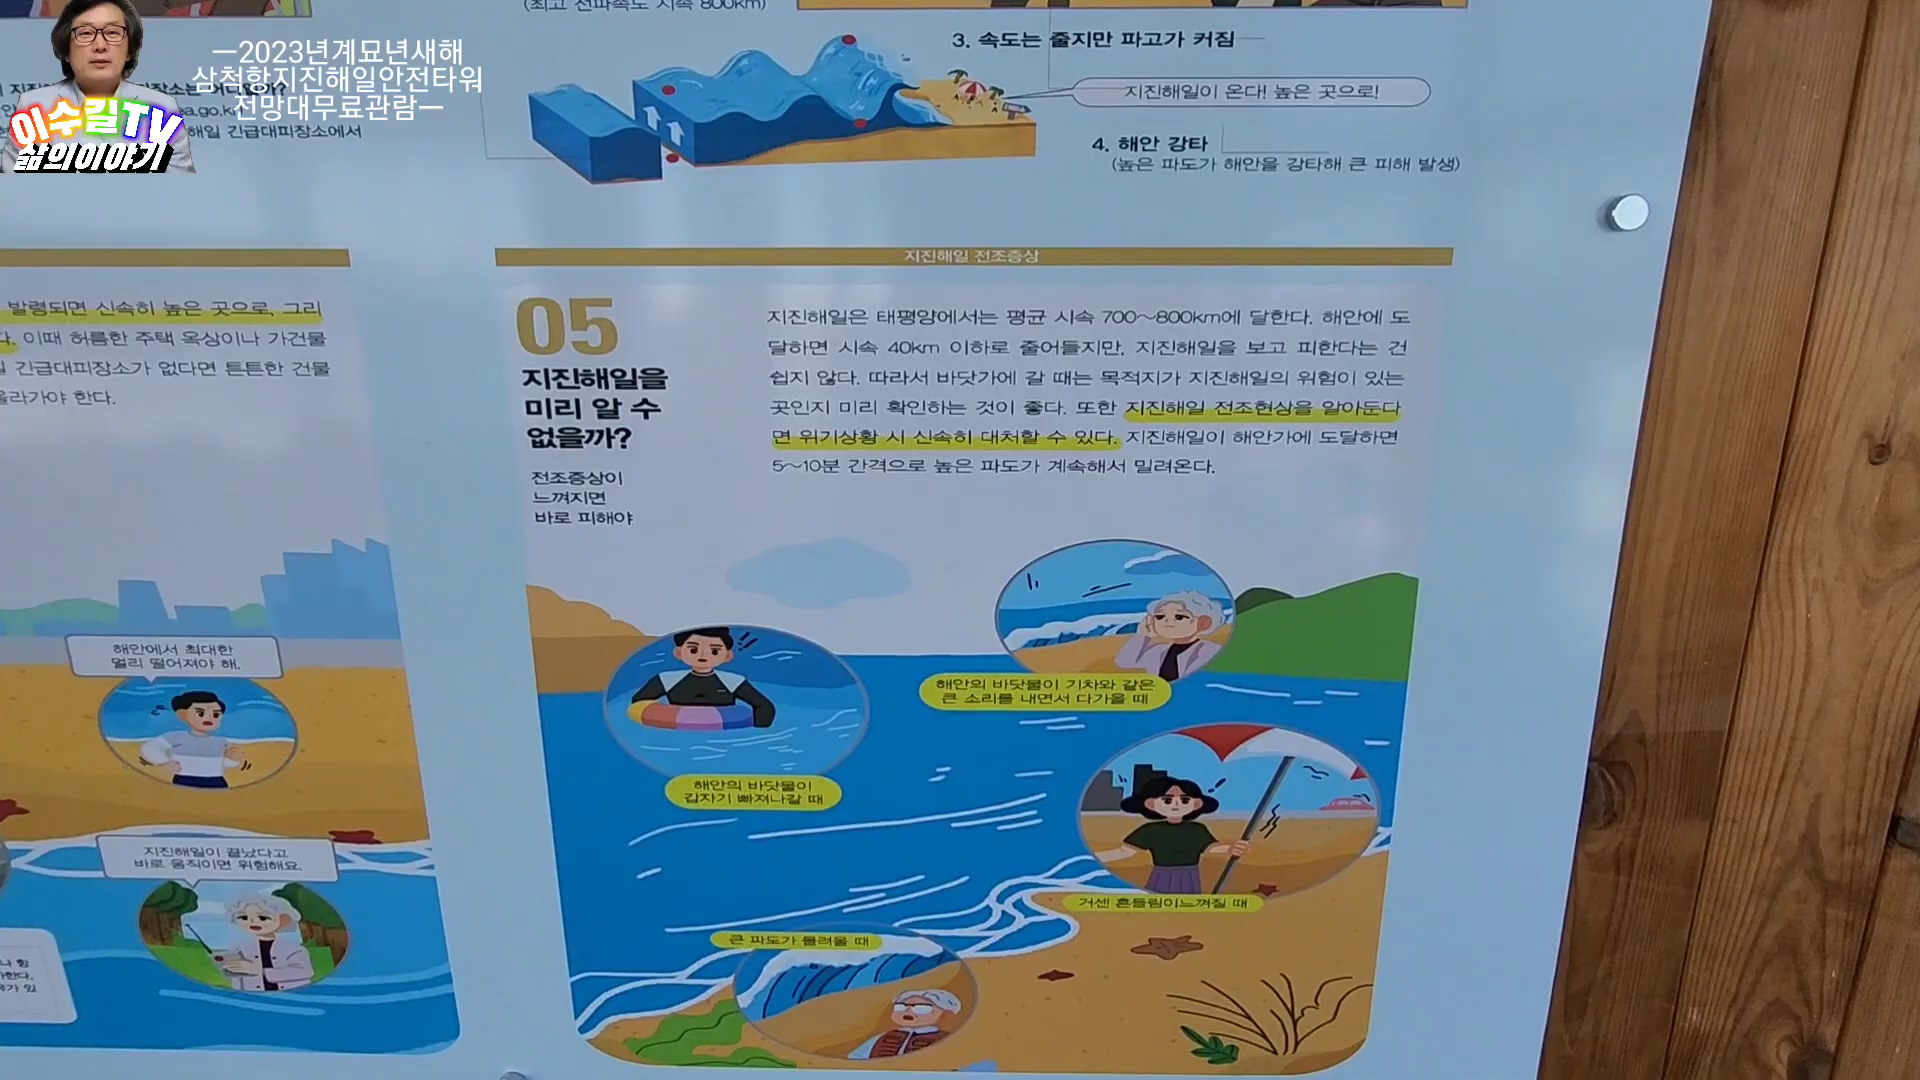 (최고 전파속도 시속 800km)
ㅡ2023년계묘년새해
삼척항지진해일안전타워
전망대무료관람ㅡ
이수길TV
삶의이야기
해일 긴급대피장소에서
3. 속도는 줄지만 파고가 커짐
지진해일이 온다! 높은 곳으로!
4. 해안 강타
(높은 파도가 해안을 강타해 큰 피해 발생)
발령되면 신속히 높은 곳으로, 그리
다. 이때 허름한 주택 옥상이나 가건물
긴급대피장소가 없다면 튼튼한 건물
올라가야 한다.
해안에서 최대한
멀리 떨어져야 해.
지진해일이 끝났다고
바로 움직이면 위험해요.
지진해일 전조증상
05
지진해일을
미리 알 수
없을까?
전조증상이
느껴지면
바로 피해야
지진해일은 태평양에서는 평균 시속 700~800km에 달한다. 해안에 도
달하면 시속 40km 이하로 줄어들지만, 지진해일을 보고 피한다는 건
쉽지 않다. 따라서 바닷가에 갈 때는 목적지가 지진해일의 위험이 있는
곳인지 미리 확인하는 것이 좋다. 또한 지진해일 전조현상을 알아둔다
면 위기상황 시 신속히 대처할 수 있다. 지진해일이 해안가에 도달하면
5~10분 간격으로 높은 파도가 계속해서 밀려온다.
해안의 바닷물이 기차와 같은
큰 소리를 내면서 다가올 때
해안의 바닷물이
갑자기 빠져나갈 때
거센 흔들림이느껴질 때
큰 파도가 몰려올 때